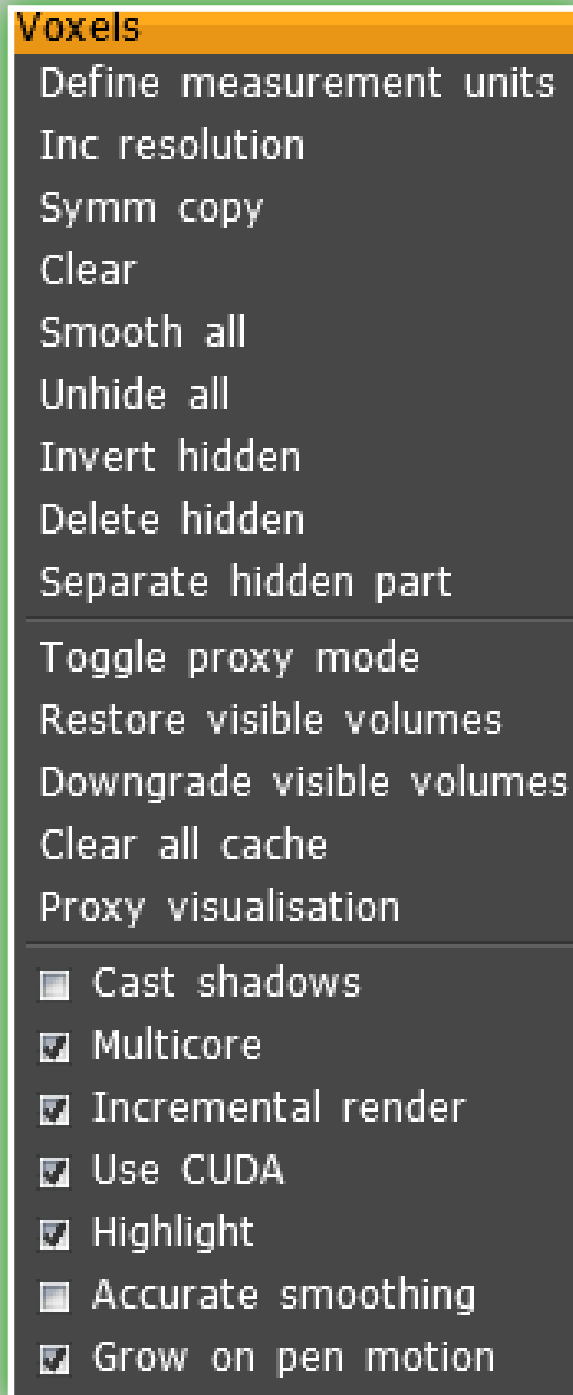 Voxels
Define measurement units
Inc resolution
Symm copy
Clear
Smooth all
Unhide all
Invert hidden
Delete hidden
Separate hidden part
Toggle proxy mode
Restore visible volumes
Downgrade visible volumes
Clear all cache
Proxy visualisation
Cast shadows
Multicore
Incremental render
Use CUDA
Highlight
Accurate smoothing
Grow on pen motion